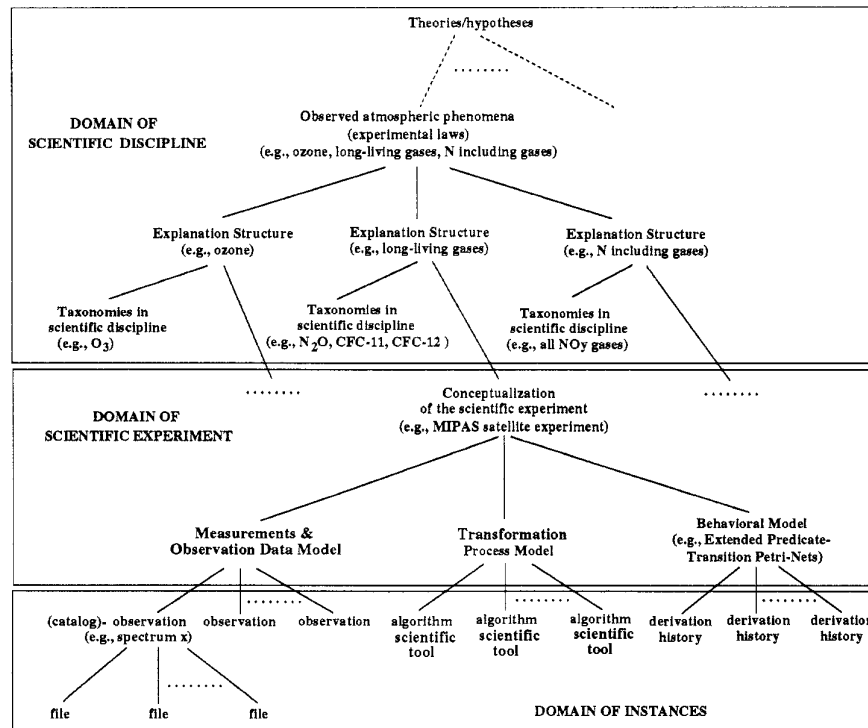 Theories/hypotheses
.........
DOMAIN OF
SCIENTIFIC DISCIPLINE
Observed atmospheric phenomena
(experimental laws)
(e.g., ozone, long-living gases, N including gases)
Explanation Structure
(e.g., ozone)
Explanation Structure
(e.g., long-living gases)
Explanation Structure
(e.g., N including gases)
Taxonomies in
scientific discipline
(e.g., O3)
Taxonomies in
scientific discipline
(e.g., N2O, CFC-11, CFC-12 )
Taxonomies in
scientific discipline
(e.g., all NOy gases)
DOMAIN OF
SCIENTIFIC EXPERIMENT
.........
Conceptualization
of the scientific experiment
(e.g., MIPAS satellite experiment)
.........
Measurements &
Observation Data Model
Transformation
Process Model
Behavioral Model
(e.g., Extended Predicate-
Transition Petri-Nets)
.........
.........
.........
(catalog)- observation
(e.g., spectrum x)
observation
observation
algorithm
scientific
tool
algorithm
scientific
tool
algorithm
scientific
tool
derivation
history
derivation
history
derivation
history
.........
file
file
file
DOMAIN OF INSTANCES